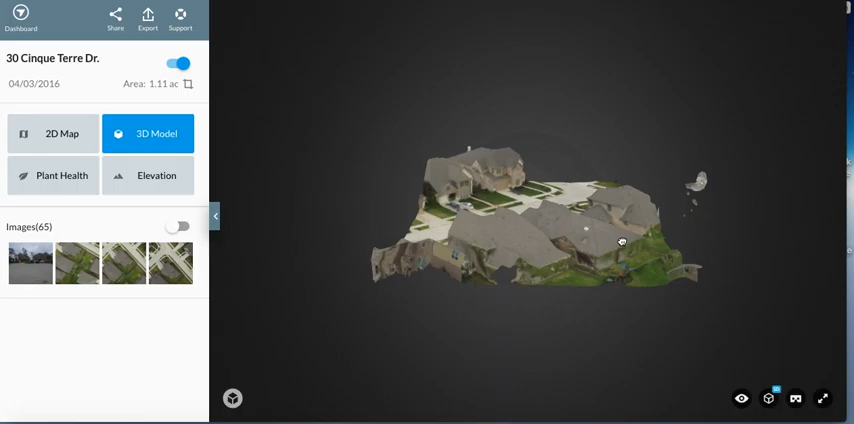 Dashboard
Share
Export
Support
30 Cinque Terre Dr.
04/03/2016
Area: 1.11 ac
2D Map
3D Model
Plant Health
Elevation
Images(65)